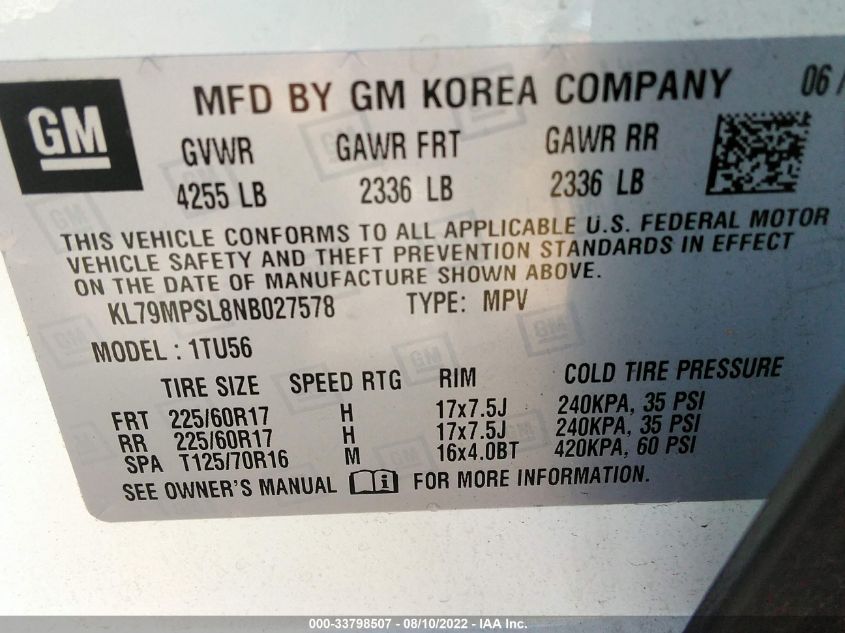 GM
MFD BY GM KOREA COMPANY 06/
GVWR GAWR FRT GAWR RR
4255 LB 2336 LB 2336 LB
THIS VEHICLE CONFORMS TO ALL APPLICABLE U.S. FEDERAL MOTOR
VEHICLE SAFETY AND THEFT PREVENTION STANDARDS IN EFFECT
ON THE DATE OF MANUFACTURE SHOWN ABOVE.
KL79MPSL8NB027578 TYPE: MPV
MODEL : 1TU56
TIRE SIZE SPEED RTG RIM COLD TIRE PRESSURE
FRT 225/60R17 H 17x7.5J 240KPA, 35 PSI
RR 225/60R17 H 17x7.5J 240KPA, 35 PSI
SPA T125/70R16 M 16x4.0BT 420KPA, 60 PSI
SEE OWNER'S MANUAL FOR MORE INFORMATION.
000-33798507 - 08/10/2022 - IAA Inc.